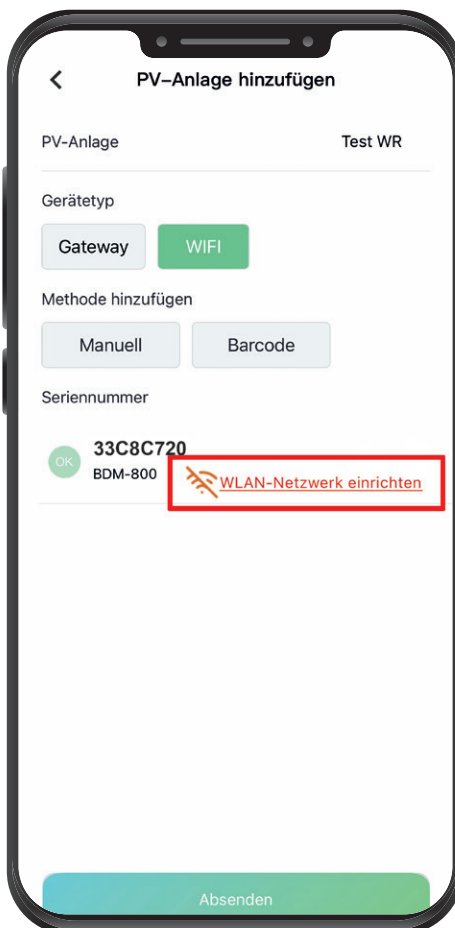 PV-Anlage hinzufügen
PV-Anlage Test WR
Gerätetyp
Gateway WIFI
Methode hinzufügen
Manuell Barcode
Seriennummer
OK 33C8C720
BDM-800 WLAN-Netzwerk einrichten
Absenden